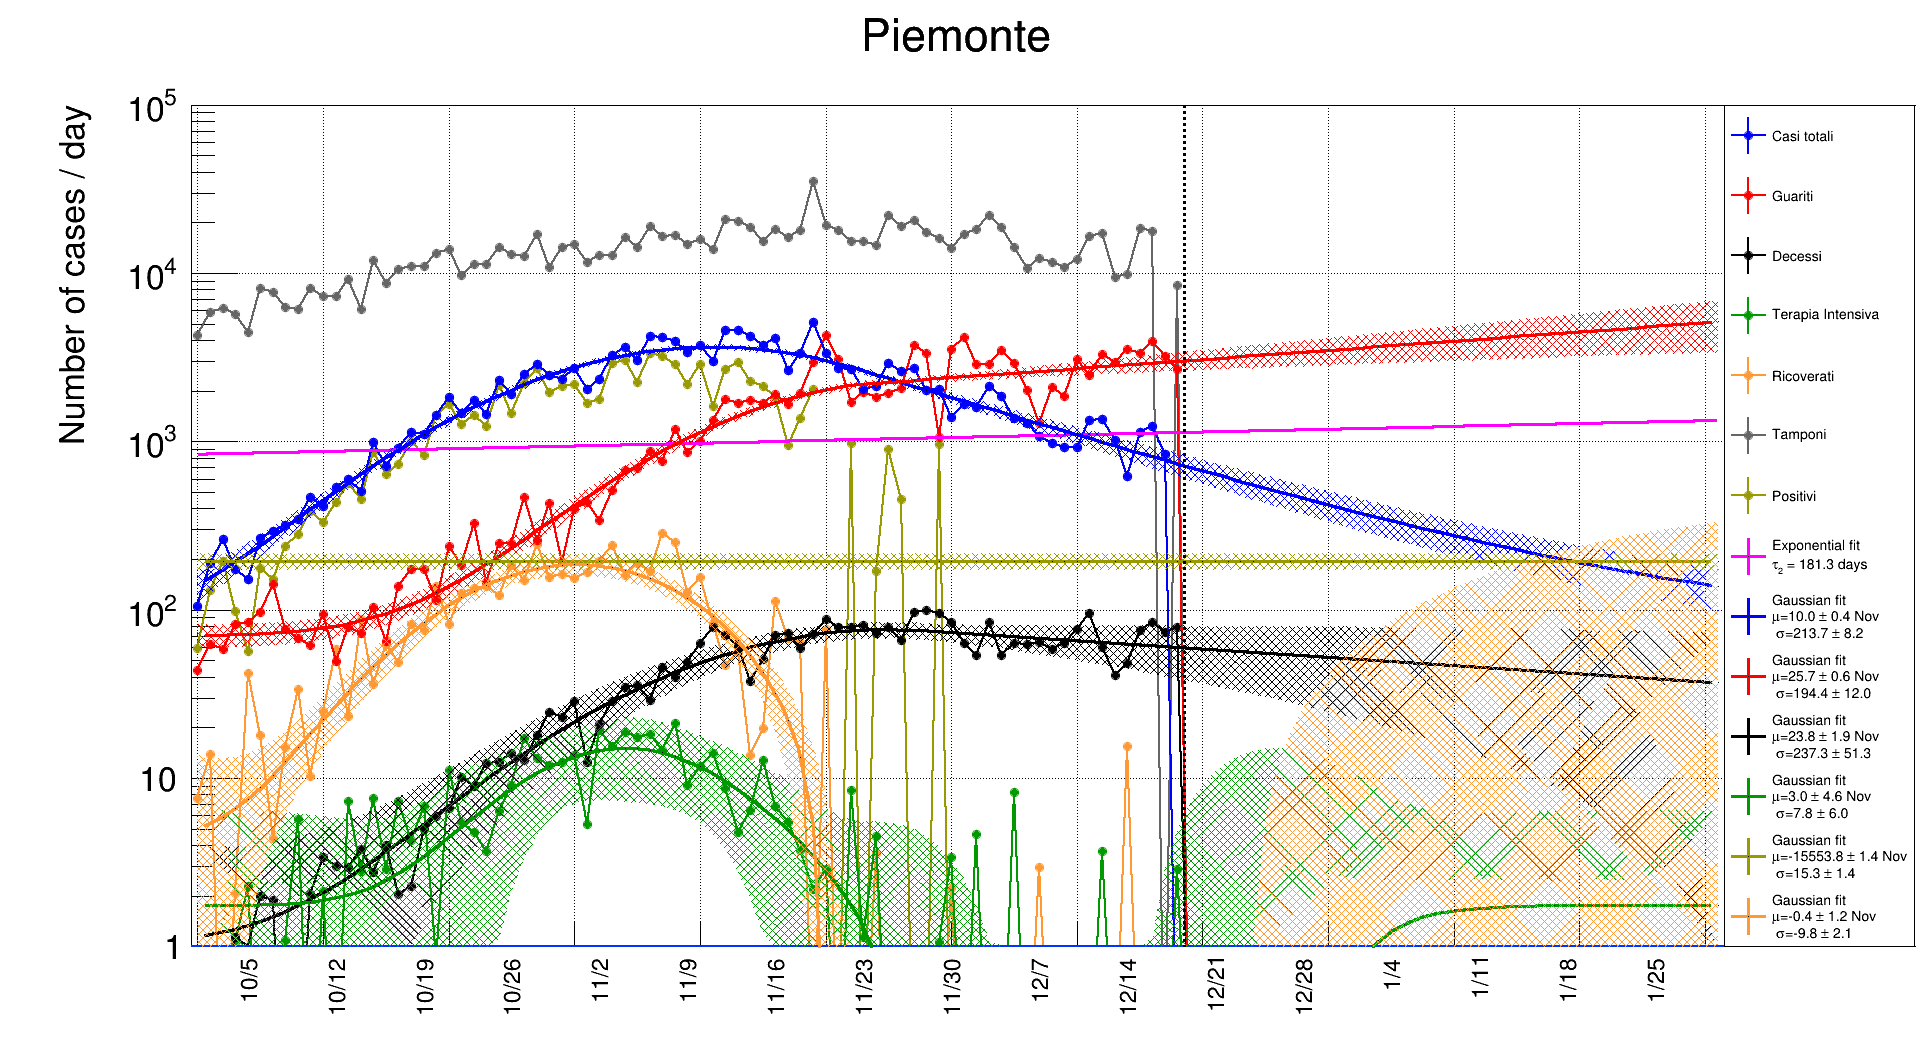 Piemonte
Number of cases / day
10^5
10^4
10^3
10^2
10
1
10/5 10/12 10/19 10/26 11/2 11/9 11/16 11/23 11/30 12/7 12/14 12/21 12/28 1/4 1/11 1/18 1/25
Casi totali
Guariti
Decessi
Terapia Intensiva
Ricoverati
Tamponi
Positivi
Exponential fit
τ₂ = 181.3 days
Gaussian fit
μ=10.0 ± 0.4 Nov
σ=213.7 ± 8.2
Gaussian fit
μ=25.7 ± 0.6 Nov
σ=194.4 ± 12.0
Gaussian fit
μ=23.8 ± 1.9 Nov
σ=237.3 ± 51.3
Gaussian fit
μ=3.0 ± 4.6 Nov
σ=7.8 ± 6.0
Gaussian fit
μ=-15553.8 ± 1.4 Nov
σ=15.3 ± 1.4
Gaussian fit
μ=-0.4 ± 1.2 Nov
σ=-9.8 ± 2.1